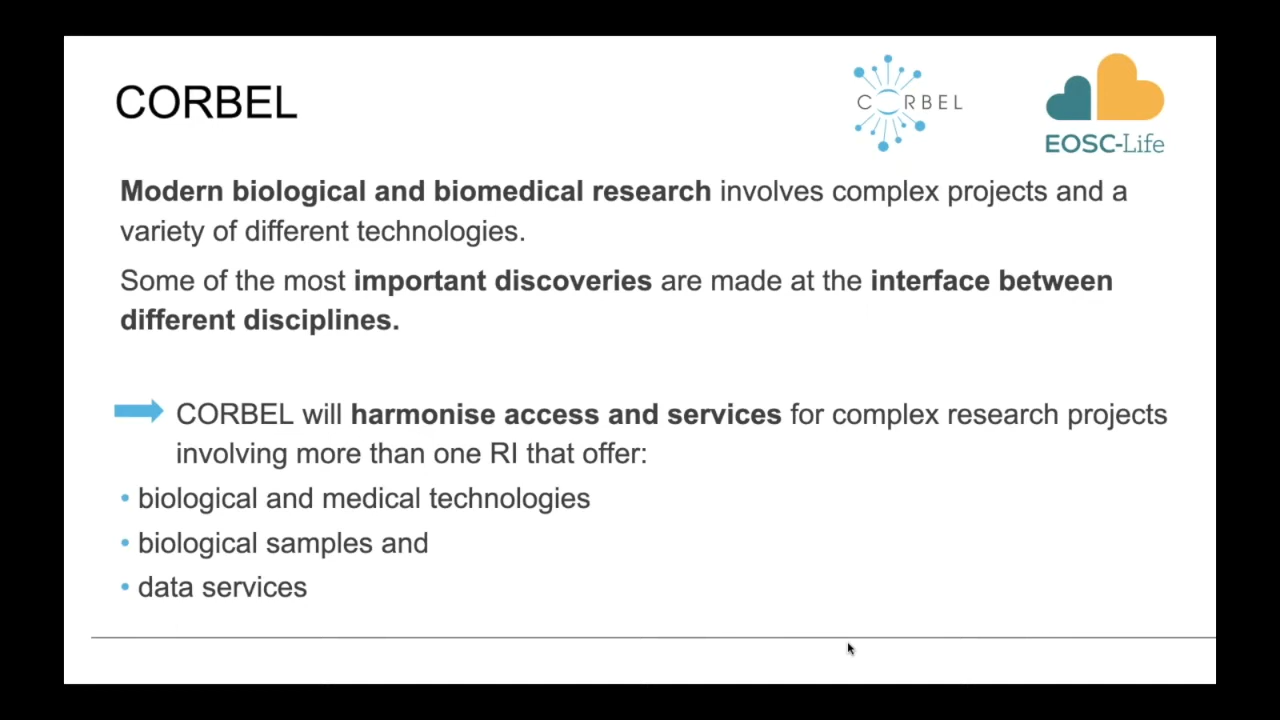 CORBEL
CORBEL
EOSC-Life
Modern biological and biomedical research involves complex projects and a
variety of different technologies.
Some of the most important discoveries are made at the interface between
different disciplines.
CORBEL will harmonise access and services for complex research projects
involving more than one RI that offer:
• biological and medical technologies
• biological samples and
• data services